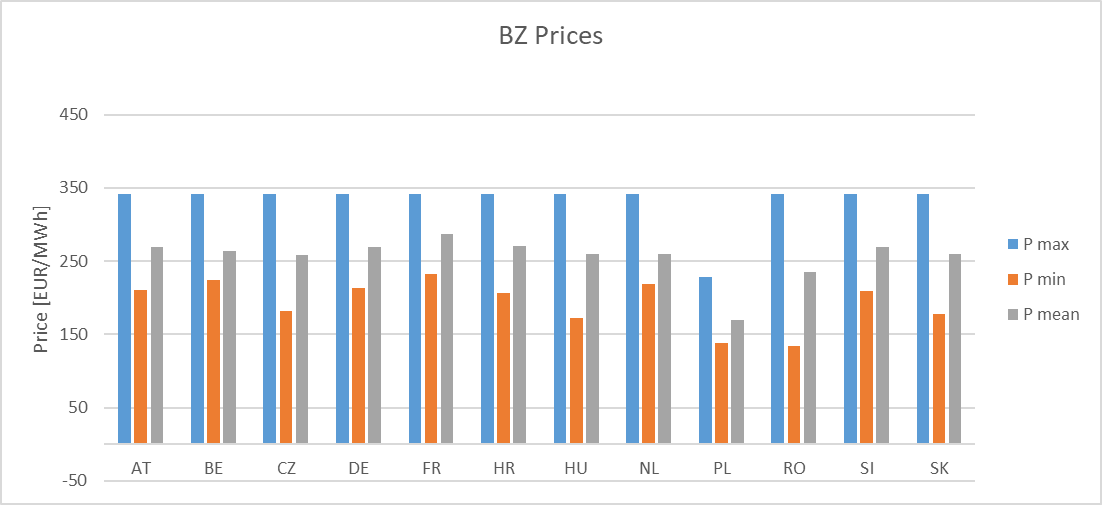 BZ Prices
450
350
250
150
50
-50
Price [EUR/MWh]
AT BE CZ DE FR HR HU NL PL RO SI SK
P max
P min
P mean